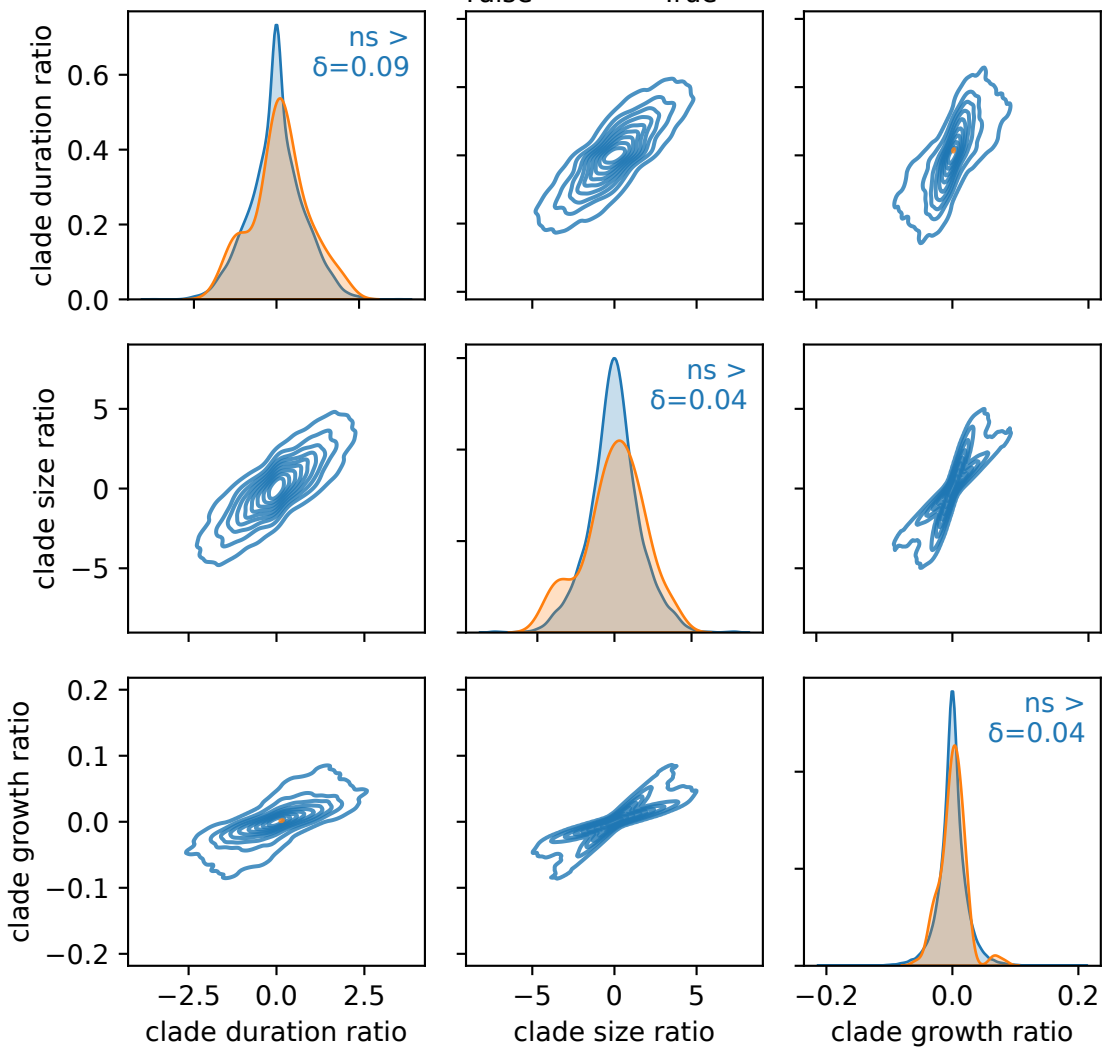 False True
clade duration ratio
0.6
0.4
0.2
0.0
ns >
δ=0.09
clade size ratio
5
0
−5
ns >
δ=0.04
clade growth ratio
0.2
0.1
0.0
−0.1
−0.2
ns >
δ=0.04
−2.5 0.0 2.5
−5 0 5
−0.2 0.0 0.2
clade duration ratio
clade size ratio
clade growth ratio